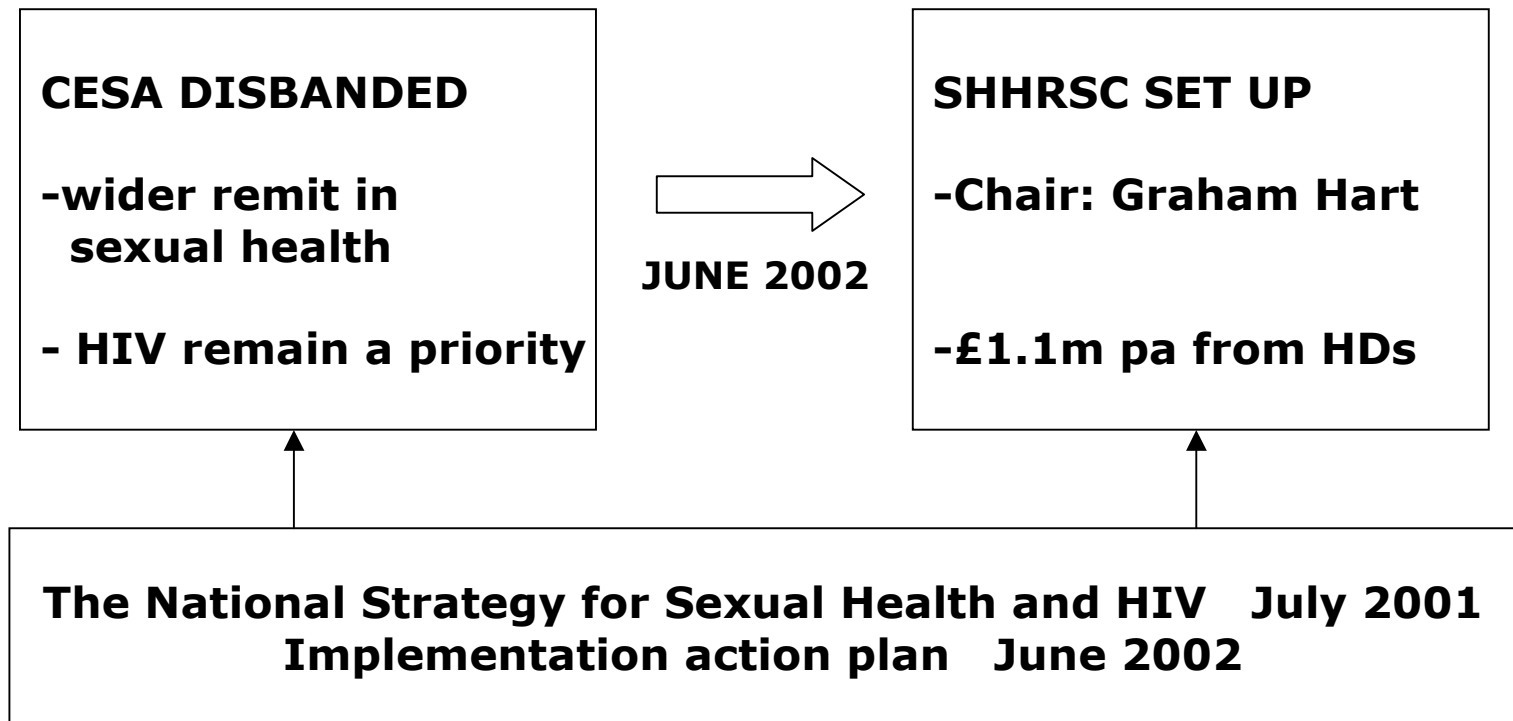 CESA DISBANDED
-wider remit in
sexual health
- HIV remain a priority
JUNE 2002
SHHRSC SET UP
-Chair: Graham Hart
-£1.1m pa from HDs
The National Strategy for Sexual Health and HIV July 2001
Implementation action plan June 2002